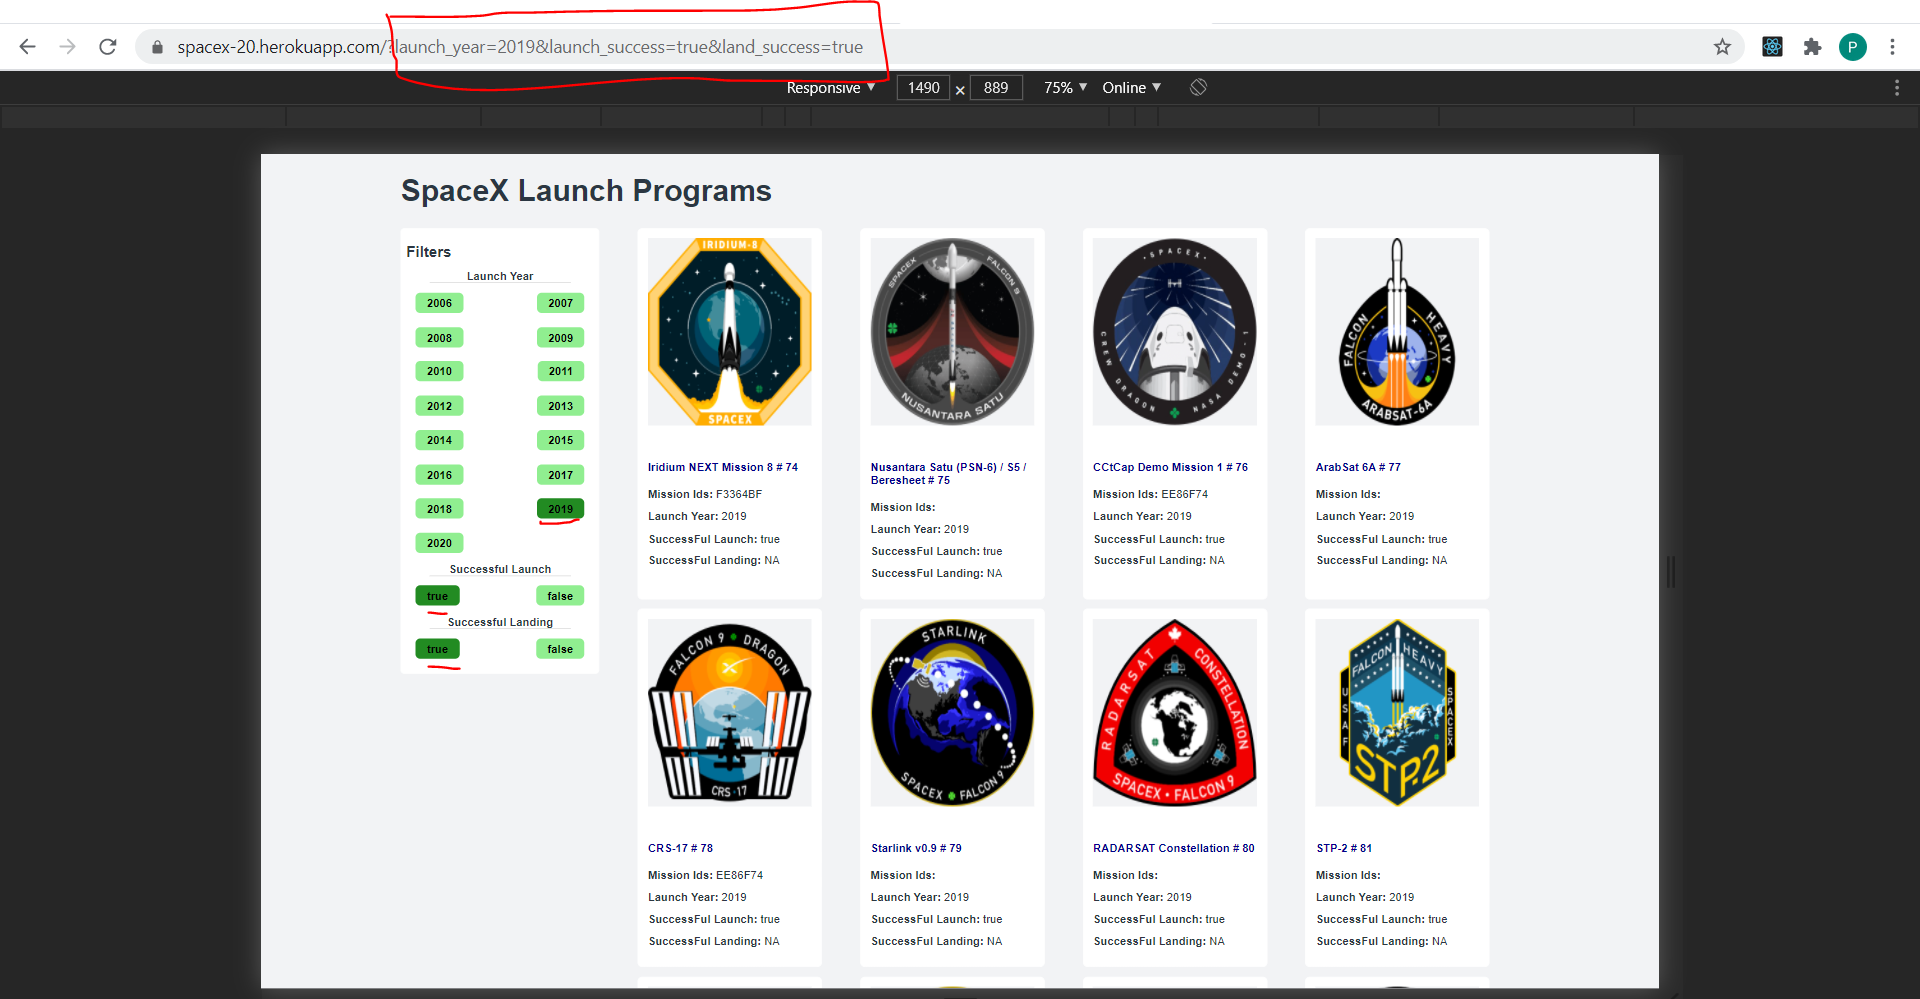 spacex-20.herokuapp.com/?launch_year=2019&launch_success=true&land_success=true
P
Responsive 1490 × 889 75% Online
SpaceX Launch Programs
Filters
Launch Year
2006 2007
2008 2009
2010 2011
2012 2013
2014 2015
2016 2017
2018 2019
2020
Successful Launch
true false
Successful Landing
true false
IRIDIUM-8
SPACEX
Iridium NEXT Mission 8 # 74
Mission Ids: F3364BF
Launch Year: 2019
SuccessFul Launch: true
SuccessFul Landing: NA
SPACEX FALCON 9
NUSANTARA SATU
Nusantara Satu (PSN-6) / S5 /
Beresheet # 75
Mission Ids:
Launch Year: 2019
SuccessFul Launch: true
SuccessFul Landing: NA
·SPACEX·
CREW DRAGON NASA DEMO-1
CCtCap Demo Mission 1 # 76
Mission Ids: EE86F74
Launch Year: 2019
SuccessFul Launch: true
SuccessFul Landing: NA
FALCON HEAVY
ARABSAT-6A
ArabSat 6A # 77
Mission Ids:
Launch Year: 2019
SuccessFul Launch: true
SuccessFul Landing: NA
FALCON 9 DRAGON
CRS-17
CRS-17 # 78
Mission Ids: EE86F74
Launch Year: 2019
SuccessFul Launch: true
SuccessFul Landing: NA
STARLINK
SPACEX FALCON 9
Starlink v0.9 # 79
Mission Ids:
Launch Year: 2019
SuccessFul Launch: true
SuccessFul Landing: NA
RADARSAT CONSTELLATION
SPACEX • FALCON 9
RADARSAT Constellation # 80
Mission Ids:
Launch Year: 2019
SuccessFul Launch: true
SuccessFul Landing: NA
FALCON HEAVY
USAF SPACEX
STP-2
STP-2 # 81
Mission Ids:
Launch Year: 2019
SuccessFul Launch: true
SuccessFul Landing: NA